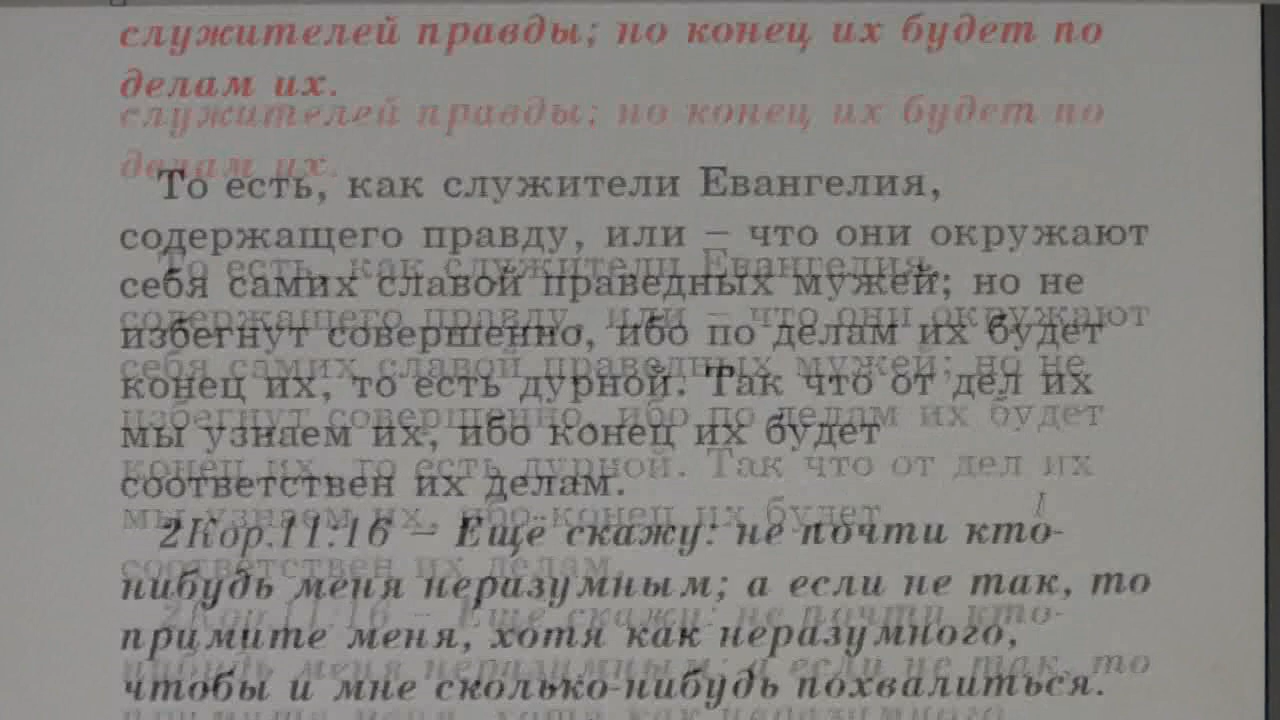 служителей правды; но конец их будет по
делам их.
То есть, как служители Евангелия,
содержащего правду, или – что они окружают
себя самих славой праведных мужей; но не
избегнут совершенно, ибо по делам их будет
конец их, то есть дурной. Так что от дел их
мы узнаем их, ибо конец их будет
соответствен их делам.
2Кор.11:16 – Ещё скажу: не почти кто-
нибудь меня неразумным; а если не так, то
примите меня, хотя как неразумного,
чтобы и мне сколько-нибудь похвалиться.